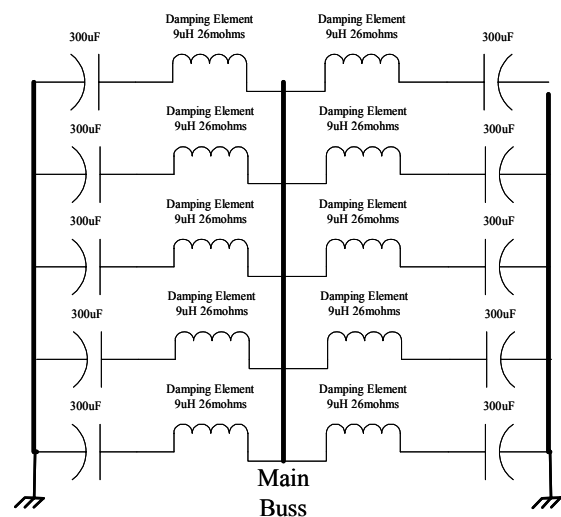 Damping Element
9uH 26mohms
Damping Element
9uH 26mohms
300uF
300uF
Damping Element
9uH 26mohms
Damping Element
9uH 26mohms
300uF
300uF
Damping Element
9uH 26mohms
Damping Element
9uH 26mohms
300uF
300uF
Damping Element
9uH 26mohms
Damping Element
9uH 26mohms
300uF
300uF
Damping Element
9uH 26mohms
Damping Element
9uH 26mohms
300uF
300uF
Main
Buss